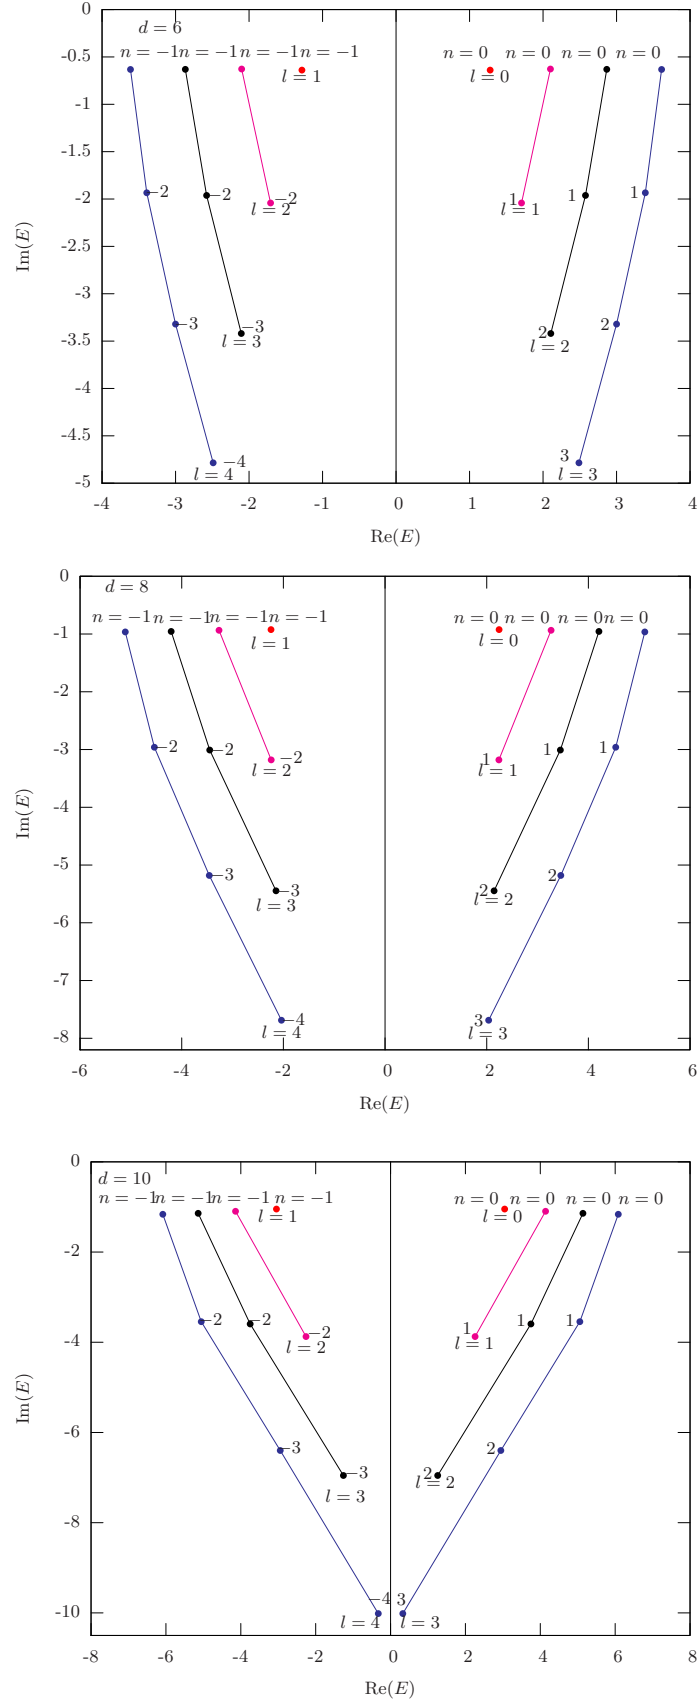 d = 6
n = −1 n = −1 n = −1 n = −1 n = 0 n = 0 n = 0 n = 0
l = 1 l = 0
−2 −2 −2 1 1 1
l = 2 l = 1
−3 −3 2 2
l = 3 l = 2
−4 3
l = 4 l = 3
0
-0.5
-1
-1.5
-2
-2.5
-3
-3.5
-4
-4.5
-5
Im(E)
-4 -3 -2 -1 0 1 2 3 4
Re(E)
d = 8
n = −1 n = −1 n = −1 n = −1 n = 0 n = 0 n = 0 n = 0
l = 1 l = 0
−2 −2 −2 1 1 1
l = 2 l = 1
−3 −3 2 2
l = 3 l = 2
−4 3
l = 4 l = 3
0
-1
-2
-3
-4
-5
-6
-7
-8
Im(E)
-6 -4 -2 0 2 4 6
Re(E)
d = 10
n = −1 n = −1 n = −1 n = −1 n = 0 n = 0 n = 0 n = 0
l = 1 l = 0
−2 −2 −2 1 1 1
l = 2 l = 1
−3 −3 2 2
l = 3 l = 2
−4 3
l = 4 l = 3
0
-2
-4
-6
-8
-10
Im(E)
-8 -6 -4 -2 0 2 4 6 8
Re(E)